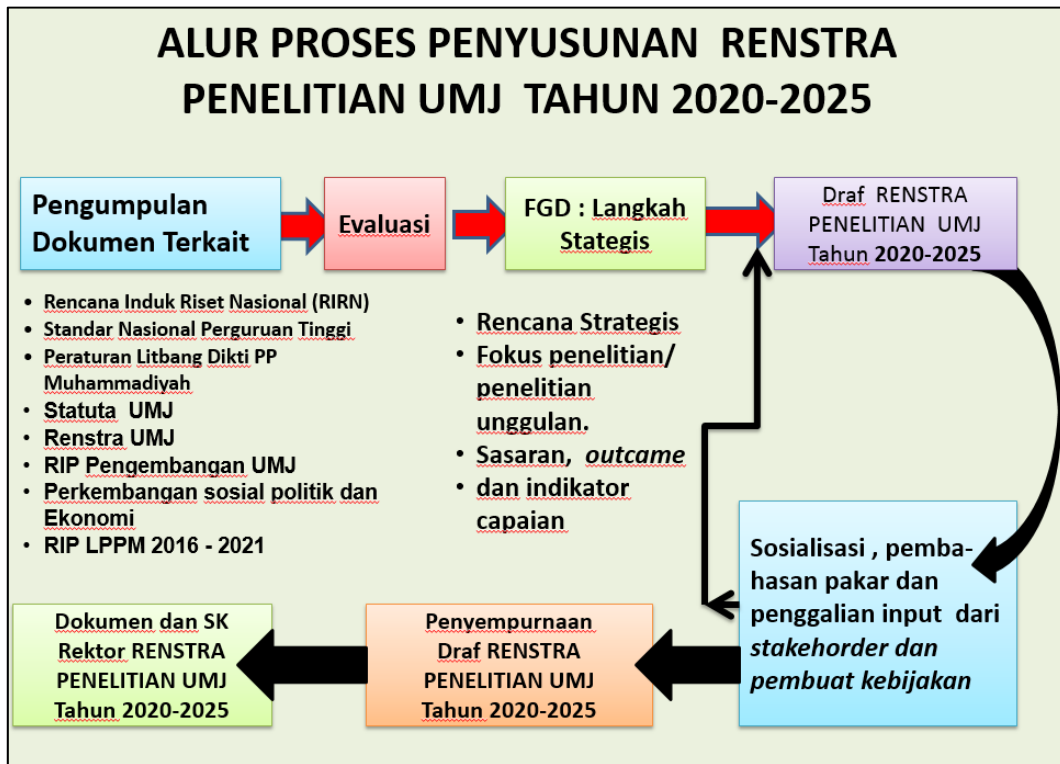 ALUR PROSES PENYUSUNAN RENSTRA
PENELITIAN UMJ TAHUN 2020-2025
Pengumpulan
Dokumen Terkait
Evaluasi
FGD : Langkah
Stategis
Draf RENSTRA
PENELITIAN UMJ
Tahun 2020-2025
• Rencana Induk Riset Nasional (RIRN)
• Standar Nasional Perguruan Tinggi
• Peraturan Litbang Dikti PP
Muhammadiyah
• Statuta UMJ
• Renstra UMJ
• RIP Pengembangan UMJ
• Perkembangan sosial politik dan
Ekonomi
• RIP LPPM 2016 - 2021
• Rencana Strategis
• Fokus penelitian/
penelitian
unggulan.
• Sasaran, outcame
• dan indikator
capaian
Sosialisasi , pemba-
hasan pakar dan
penggalian input dari
stakehorder dan
pembuat kebijakan
Penyempurnaan
Draf RENSTRA
PENELITIAN UMJ
Tahun 2020-2025
Dokumen dan SK
Rektor RENSTRA
PENELITIAN UMJ
Tahun 2020-2025